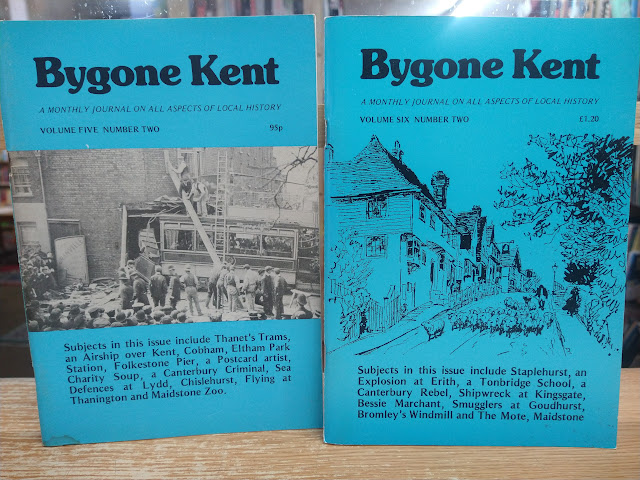 Bygone Kent
A MONTHLY JOURNAL ON ALL ASPECTS OF LOCAL HISTORY
VOLUME FIVE NUMBER TWO 95p
Subjects in this issue include Thanet's Trams,
an Airship over Kent, Cobham, Eltham Park
Station, Folkestone Pier, a Postcard artist,
Charity Soup, a Canterbury Criminal, Sea
Defences at Lydd, Chislehurst, Flying at
Thanington and Maidstone Zoo.
Bygone Kent
A MONTHLY JOURNAL ON ALL ASPECTS OF LOCAL HISTORY
VOLUME SIX NUMBER TWO £1.20
Subjects in this issue include Staplehurst, an
Explosion at Erith, a Tonbridge School, a
Canterbury Rebel, Shipwreck at Kingsgate,
Bessie Marchant, Smugglers at Goudhurst,
Bromley's Windmill and The Mote, Maidstone